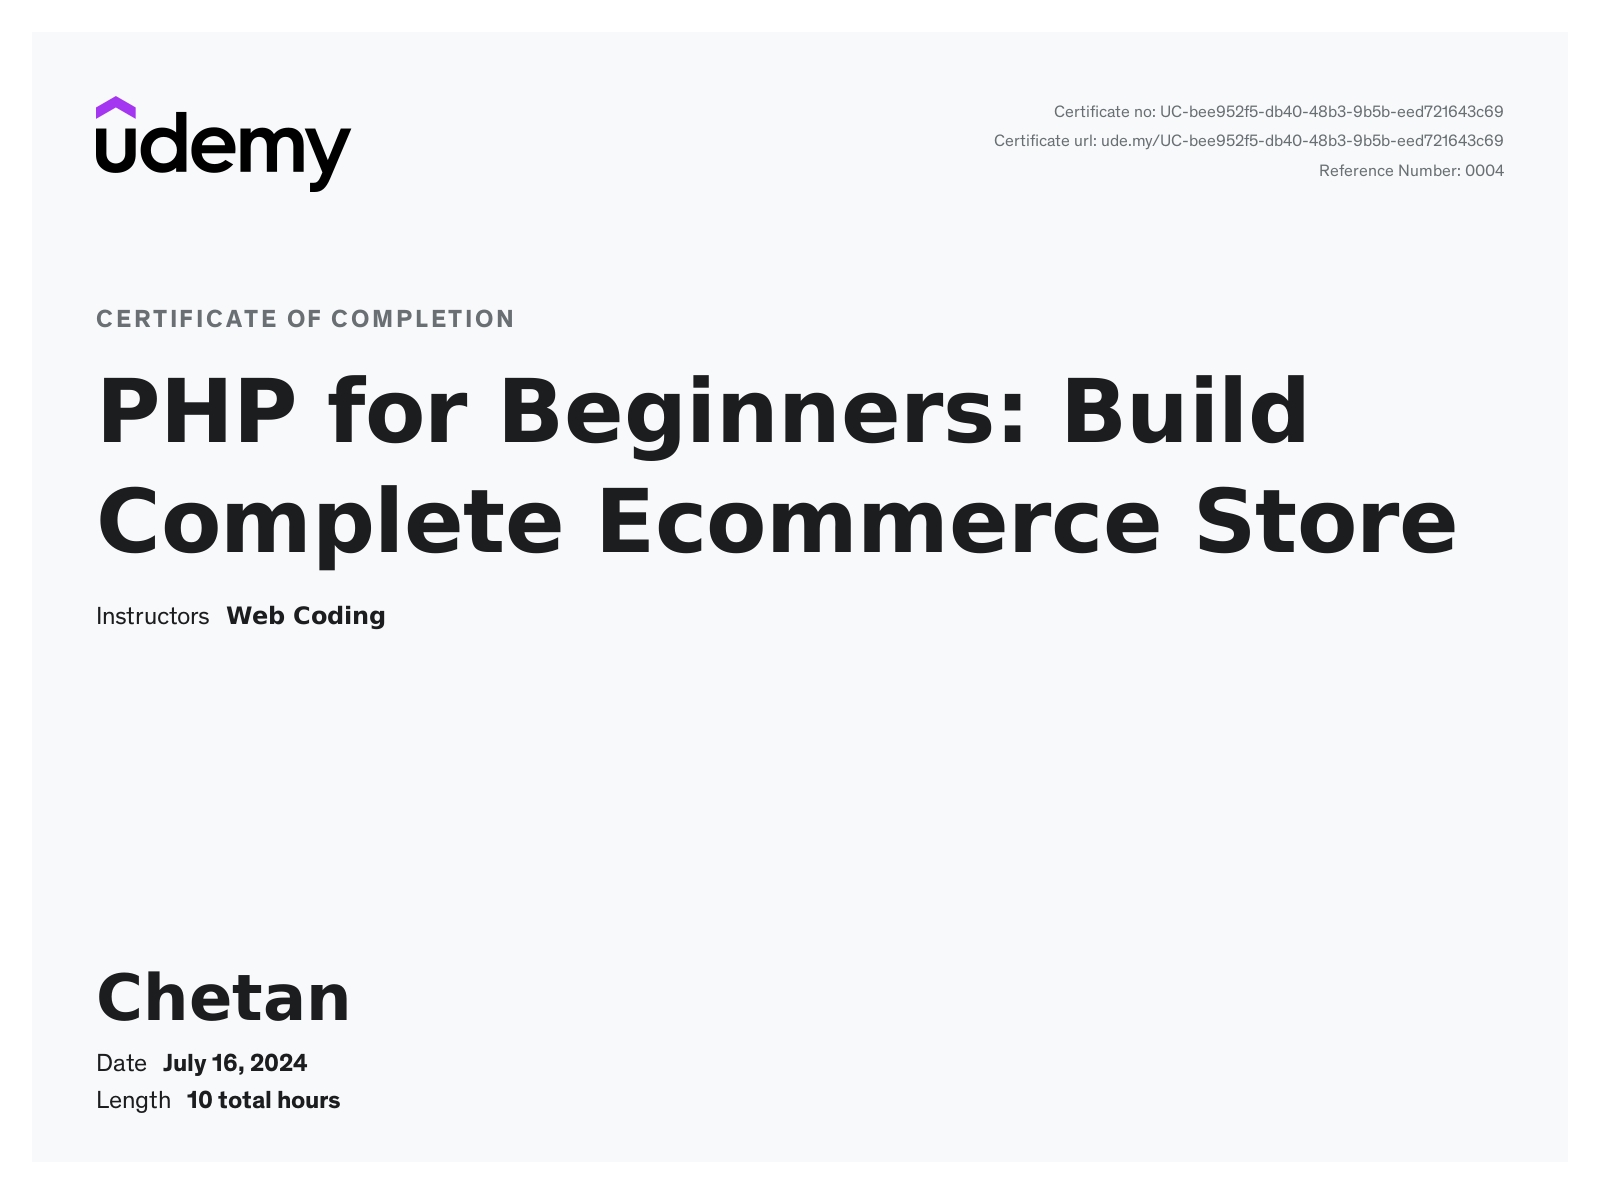 udemy
Certificate no: UC-bee952f5-db40-48b3-9b5b-eed721643c69
Certificate url: ude.my/UC-bee952f5-db40-48b3-9b5b-eed721643c69
Reference Number: 0004
CERTIFICATE OF COMPLETION
PHP for Beginners: Build
Complete Ecommerce Store
Instructors Web Coding
Chetan
Date July 16, 2024
Length 10 total hours